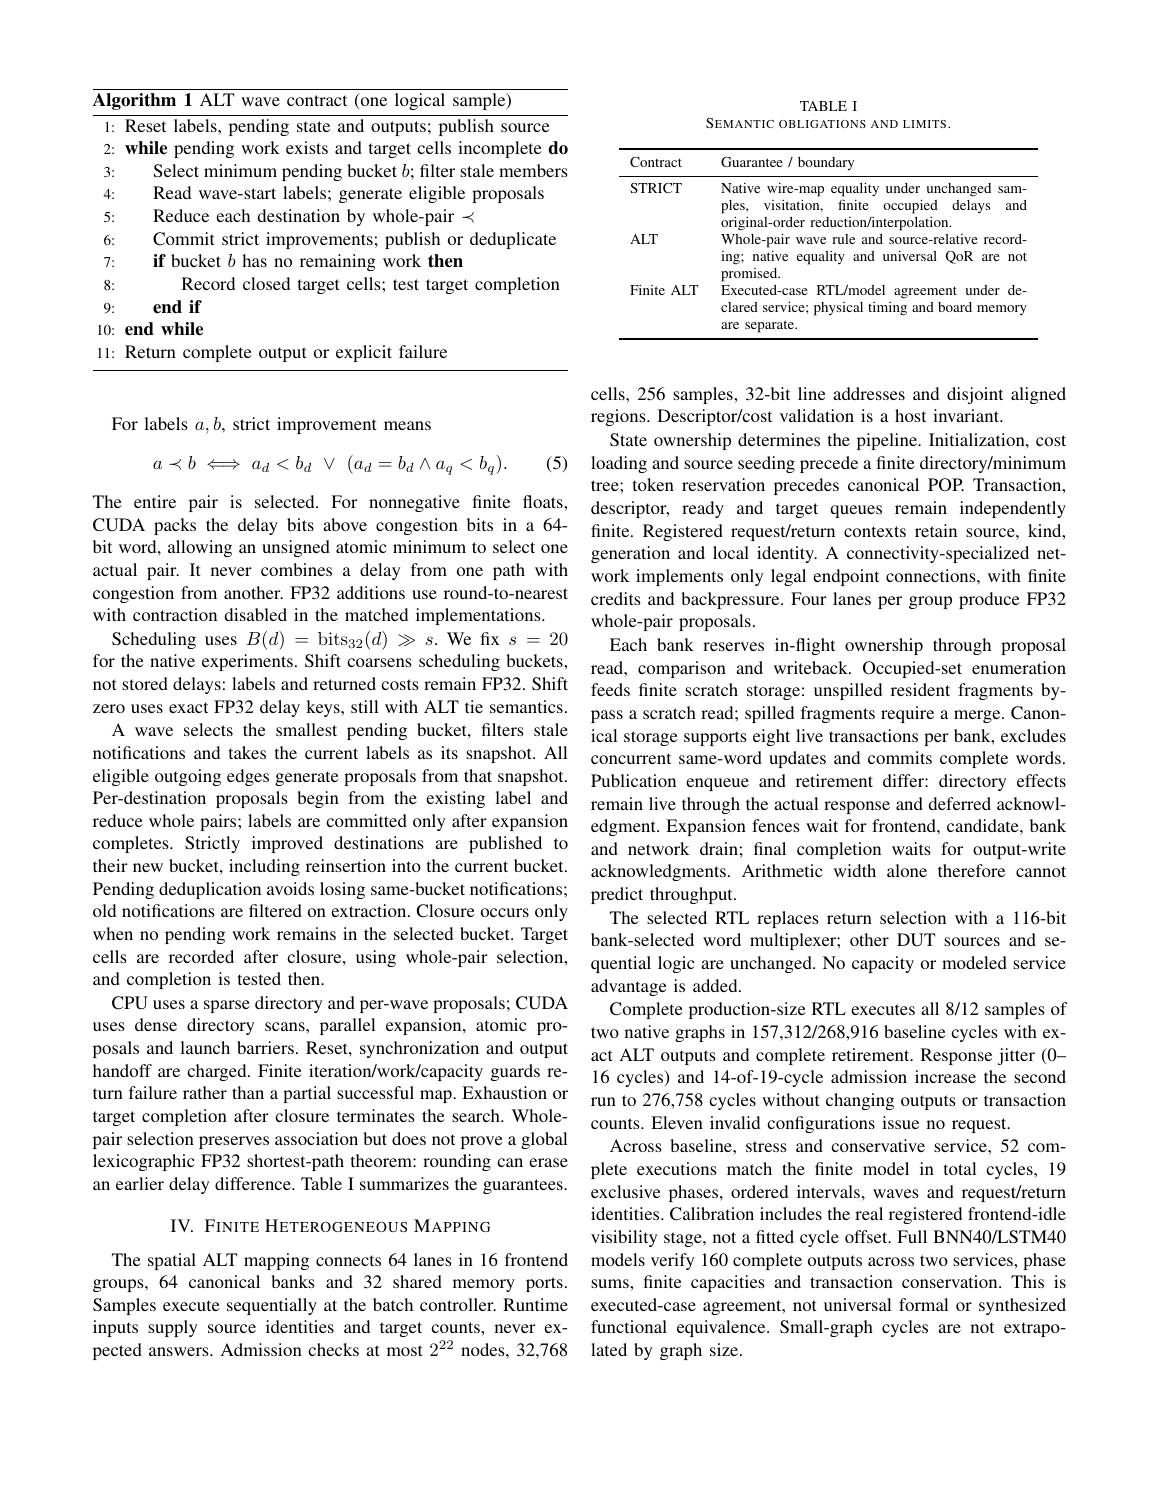 Algorithm 1 ALT wave contract (one logical sample)
1: Reset labels, pending state and outputs; publish source
2: while pending work exists and target cells incomplete do
3: Select minimum pending bucket b; filter stale members
4: Read wave-start labels; generate eligible proposals
5: Reduce each destination by whole-pair ≺
6: Commit strict improvements; publish or deduplicate
7: if bucket b has no remaining work then
8: Record closed target cells; test target completion
9: end if
10: end while
11: Return complete output or explicit failure
For labels a, b, strict improvement means
a ≺ b ⟺ a_d < b_d ∨ (a_d = b_d ∧ a_q < b_q). (5)
The entire pair is selected. For nonnegative finite floats,
CUDA packs the delay bits above congestion bits in a 64-
bit word, allowing an unsigned atomic minimum to select one
actual pair. It never combines a delay from one path with
congestion from another. FP32 additions use round-to-nearest
with contraction disabled in the matched implementations.
Scheduling uses B(d) = bits₃₂(d) ≫ s. We fix s = 20
for the native experiments. Shift coarsens scheduling buckets,
not stored delays: labels and returned costs remain FP32. Shift
zero uses exact FP32 delay keys, still with ALT tie semantics.
A wave selects the smallest pending bucket, filters stale
notifications and takes the current labels as its snapshot. All
eligible outgoing edges generate proposals from that snapshot.
Per-destination proposals begin from the existing label and
reduce whole pairs; labels are committed only after expansion
completes. Strictly improved destinations are published to
their new bucket, including reinsertion into the current bucket.
Pending deduplication avoids losing same-bucket notifications;
old notifications are filtered on extraction. Closure occurs only
when no pending work remains in the selected bucket. Target
cells are recorded after closure, using whole-pair selection,
and completion is tested then.
CPU uses a sparse directory and per-wave proposals; CUDA
uses dense directory scans, parallel expansion, atomic pro-
posals and launch barriers. Reset, synchronization and output
handoff are charged. Finite iteration/work/capacity guards re-
turn failure rather than a partial successful map. Exhaustion or
target completion after closure terminates the search. Whole-
pair selection preserves association but does not prove a global
lexicographic FP32 shortest-path theorem: rounding can erase
an earlier delay difference. Table I summarizes the guarantees.
IV. FINITE HETEROGENEOUS MAPPING
The spatial ALT mapping connects 64 lanes in 16 frontend
groups, 64 canonical banks and 32 shared memory ports.
Samples execute sequentially at the batch controller. Runtime
inputs supply source identities and target counts, never ex-
pected answers. Admission checks at most 2²² nodes, 32,768
TABLE I
SEMANTIC OBLIGATIONS AND LIMITS.
Contract Guarantee / boundary
STRICT Native wire-map equality under unchanged sam-
ples, visitation, finite occupied delays and
original-order reduction/interpolation.
ALT Whole-pair wave rule and source-relative record-
ing; native equality and universal QoR are not
promised.
Finite ALT Executed-case RTL/model agreement under de-
clared service; physical timing and board memory
are separate.
cells, 256 samples, 32-bit line addresses and disjoint aligned
regions. Descriptor/cost validation is a host invariant.
State ownership determines the pipeline. Initialization, cost
loading and source seeding precede a finite directory/minimum
tree; token reservation precedes canonical POP. Transaction,
descriptor, ready and target queues remain independently
finite. Registered request/return contexts retain source, kind,
generation and local identity. A connectivity-specialized net-
work implements only legal endpoint connections, with finite
credits and backpressure. Four lanes per group produce FP32
whole-pair proposals.
Each bank reserves in-flight ownership through proposal
read, comparison and writeback. Occupied-set enumeration
feeds finite scratch storage: unspilled resident fragments by-
pass a scratch read; spilled fragments require a merge. Canon-
ical storage supports eight live transactions per bank, excludes
concurrent same-word updates and commits complete words.
Publication enqueue and retirement differ: directory effects
remain live through the actual response and deferred acknowl-
edgment. Expansion fences wait for frontend, candidate, bank
and network drain; final completion waits for output-write
acknowledgments. Arithmetic width alone therefore cannot
predict throughput.
The selected RTL replaces return selection with a 116-bit
bank-selected word multiplexer; other DUT sources and se-
quential logic are unchanged. No capacity or modeled service
advantage is added.
Complete production-size RTL executes all 8/12 samples of
two native graphs in 157,312/268,916 baseline cycles with ex-
act ALT outputs and complete retirement. Response jitter (0–
16 cycles) and 14-of-19-cycle admission increase the second
run to 276,758 cycles without changing outputs or transaction
counts. Eleven invalid configurations issue no request.
Across baseline, stress and conservative service, 52 com-
plete executions match the finite model in total cycles, 19
exclusive phases, ordered intervals, waves and request/return
identities. Calibration includes the real registered frontend-idle
visibility stage, not a fitted cycle offset. Full BNN40/LSTM40
models verify 160 complete outputs across two services, phase
sums, finite capacities and transaction conservation. This is
executed-case agreement, not universal formal or synthesized
functional equivalence. Small-graph cycles are not extrapo-
lated by graph size.